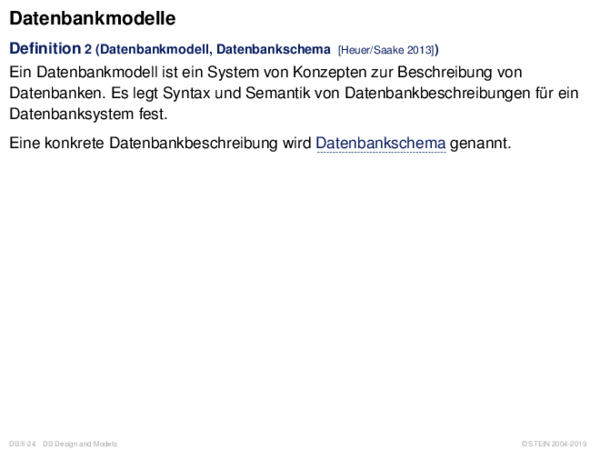 Datenbankmodelle
Definition 2 (Datenbankmodell, Datenbankschema [Heuer/Saake 2013])
Ein Datenbankmodell ist ein System von Konzepten zur Beschreibung von
Datenbanken. Es legt Syntax und Semantik von Datenbankbeschreibungen für ein
Datenbanksystem fest.
Eine konkrete Datenbankbeschreibung wird Datenbankschema genannt.
DB:II-24 DB Design and Models © STEIN 2004-2019